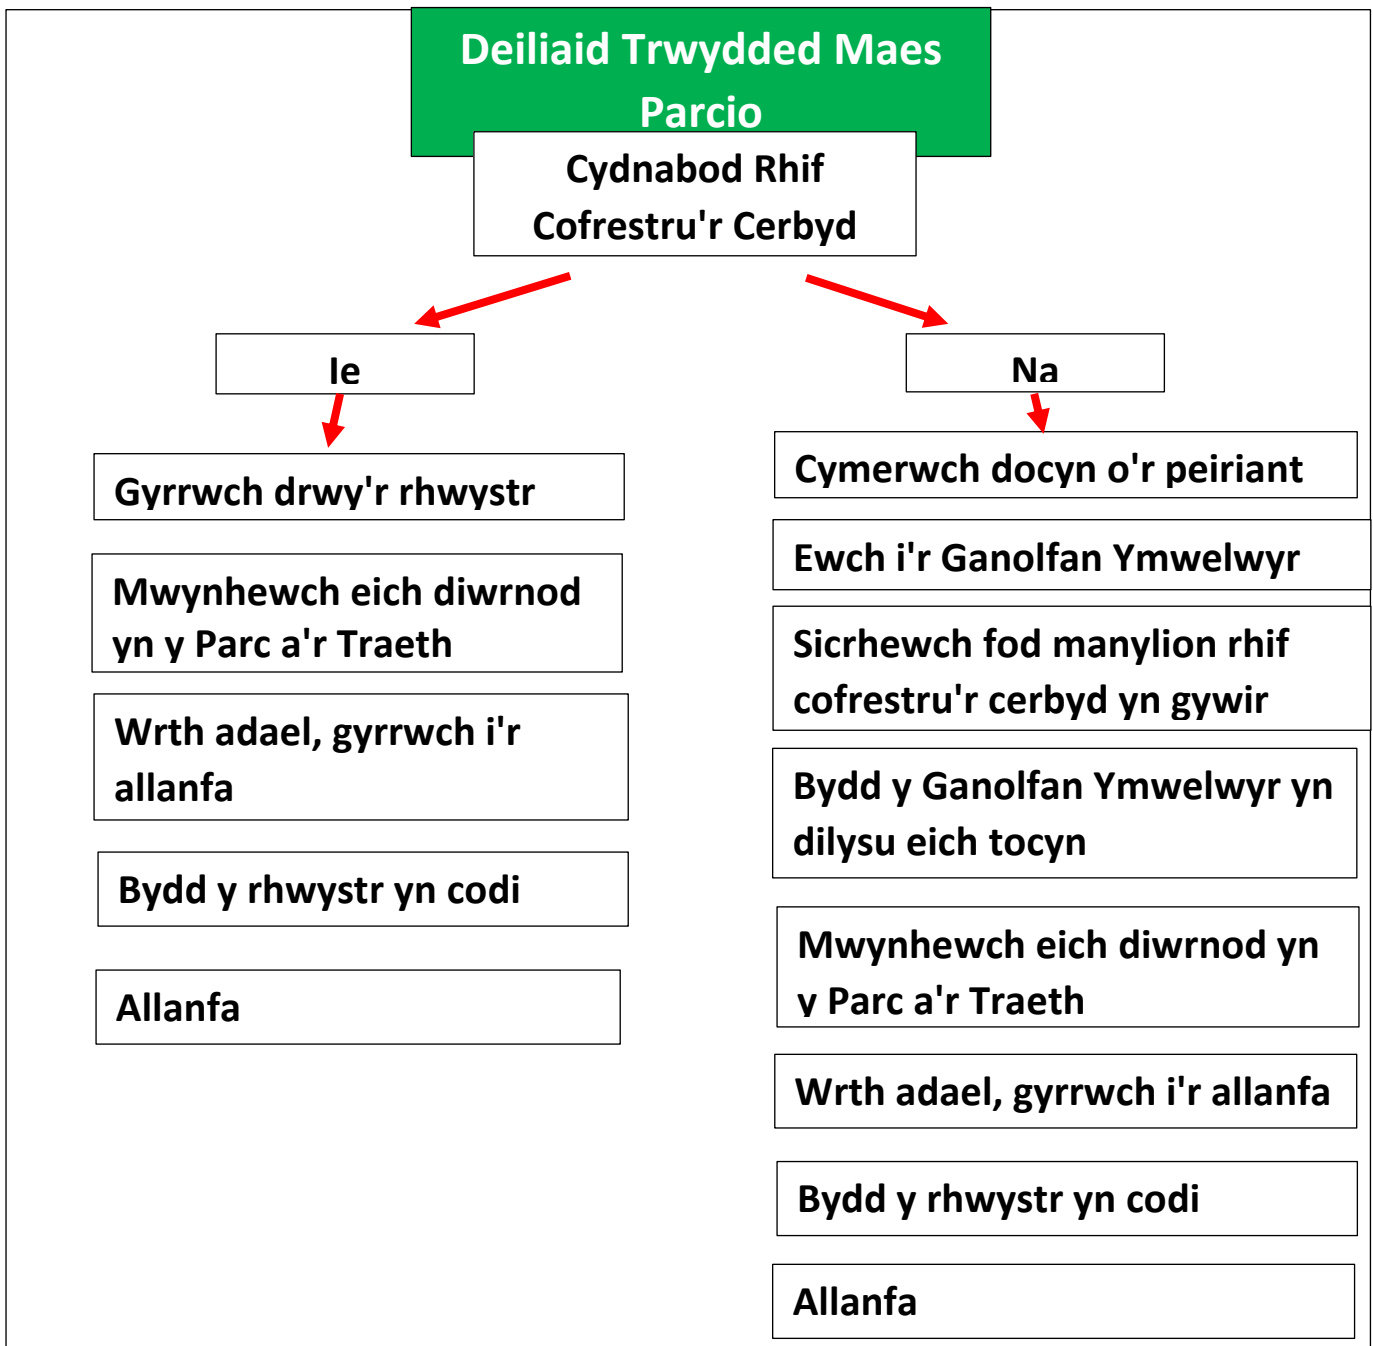 Deiliaid Trwydded Maes
Parcio
Cydnabod Rhif
Cofrestru'r Cerbyd
Ie
Gyrrwch drwy'r rhwystr
Mwynhewch eich diwrnod
yn y Parc a'r Traeth
Wrth adael, gyrrwch i'r
allanfa
Bydd y rhwystr yn codi
Allanfa
Na
Cymerwch docyn o'r peiriant
Ewch i'r Ganolfan Ymwelwyr
Sicrhewch fod manylion rhif
cofrestru'r cerbyd yn gywir
Bydd y Ganolfan Ymwelwyr yn
dilysu eich tocyn
Mwynhewch eich diwrnod yn
y Parc a'r Traeth
Wrth adael, gyrrwch i'r allanfa
Bydd y rhwystr yn codi
Allanfa